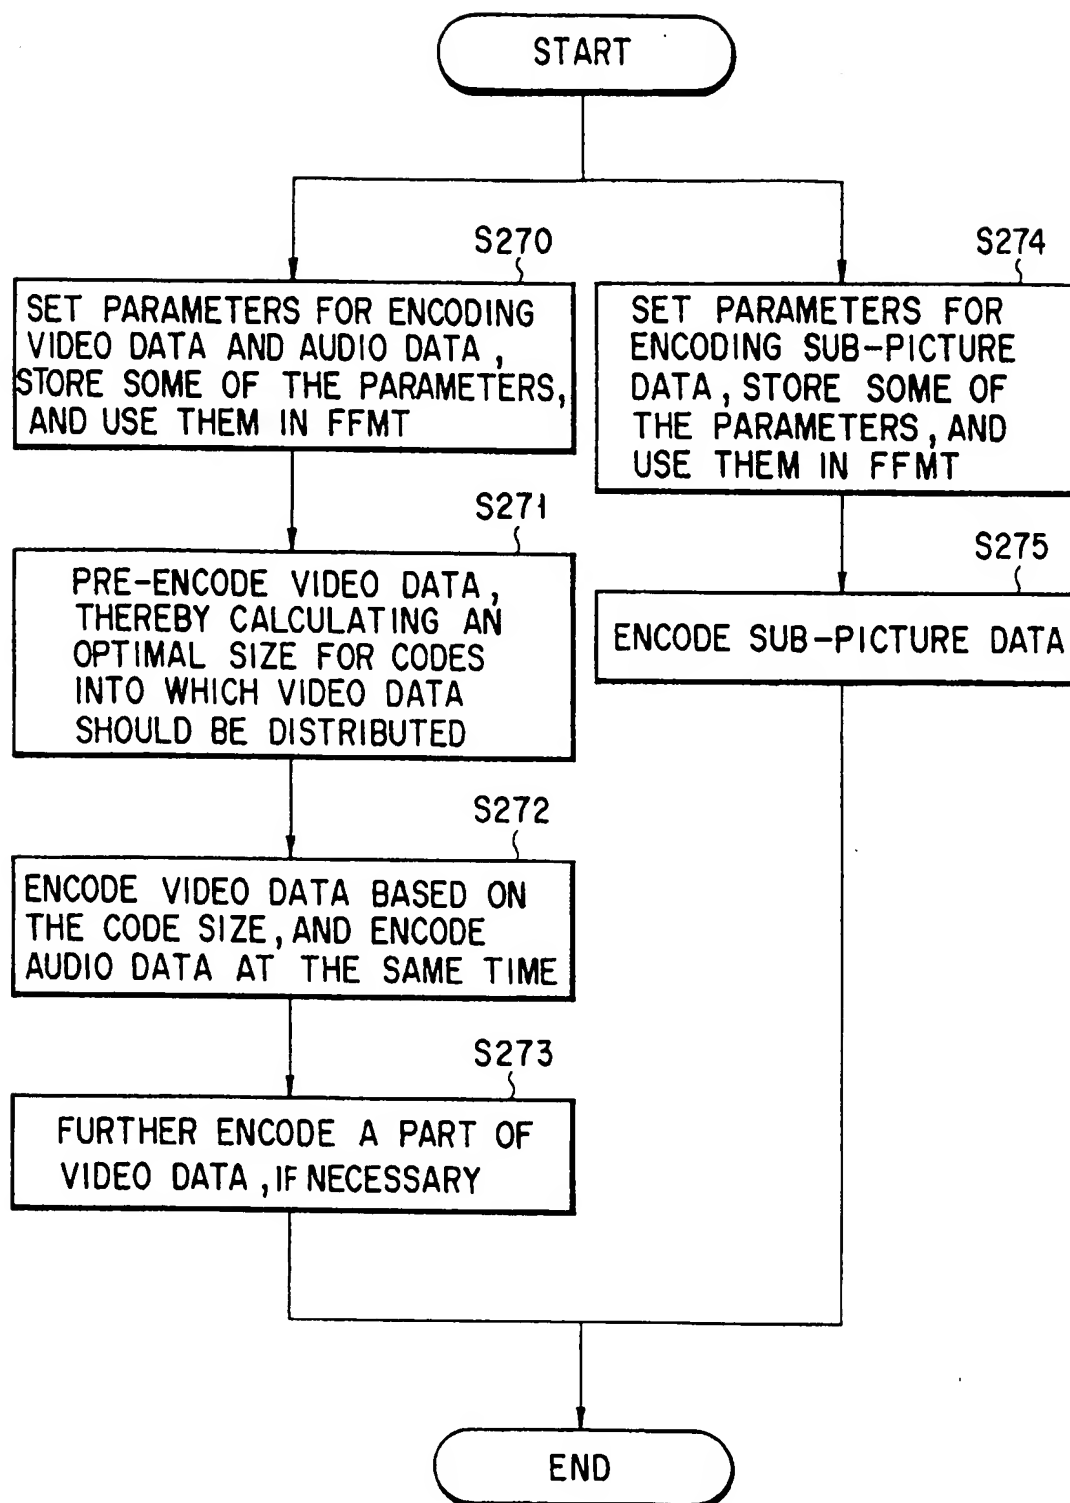 START
S270
SET PARAMETERS FOR ENCODING
VIDEO DATA AND AUDIO DATA,
STORE SOME OF THE PARAMETERS,
AND USE THEM IN FFMT
S271
PRE-ENCODE VIDEO DATA,
THEREBY CALCULATING AN
OPTIMAL SIZE FOR CODES
INTO WHICH VIDEO DATA
SHOULD BE DISTRIBUTED
S272
ENCODE VIDEO DATA BASED ON
THE CODE SIZE, AND ENCODE
AUDIO DATA AT THE SAME TIME
S273
FURTHER ENCODE A PART OF
VIDEO DATA, IF NECESSARY
S274
SET PARAMETERS FOR
ENCODING SUB-PICTURE
DATA, STORE SOME OF
THE PARAMETERS, AND
USE THEM IN FFMT
S275
ENCODE SUB-PICTURE DATA
END